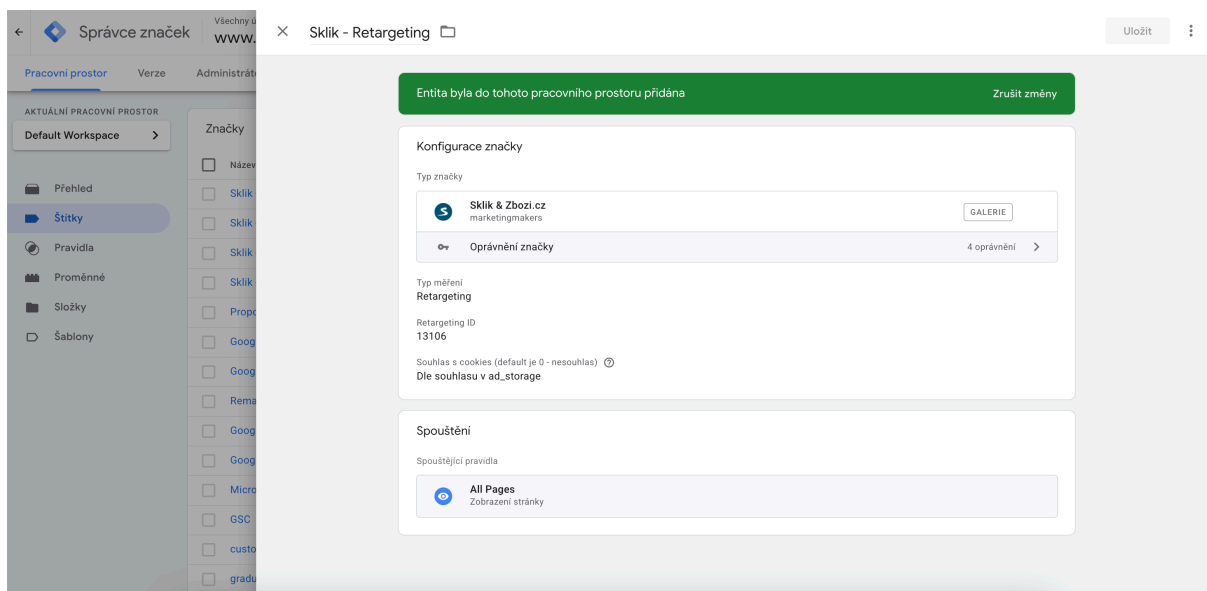 Správce značek
Všechny ú
www.
Sklik - Retargeting
Uložit
Pracovní prostor
Verze
Administráto
AKTUÁLNÍ PRACOVNÍ PROSTOR
Default Workspace
Přehled
Štítky
Pravidla
Proměnné
Složky
Šablony
Značky
Název
Sklik
Sklik
Sklik
Sklik
Propo
Goog
Goog
Rema
Goog
Goog
Micro
GSC
custo
gradu
Entita byla do tohoto pracovního prostoru přidána
Zrušit změny
Konfigurace značky
Typ značky
Sklik & Zbozi.cz
marketingmakers
GALERIE
Oprávnění značky
4 oprávnění
Typ měření
Retargeting
Retargeting ID
13106
Souhlas s cookies (default je 0 - nesouhlas)
Dle souhlasu v ad_storage
Spouštění
Spouštějící pravidla
All Pages
Zobrazení stránky